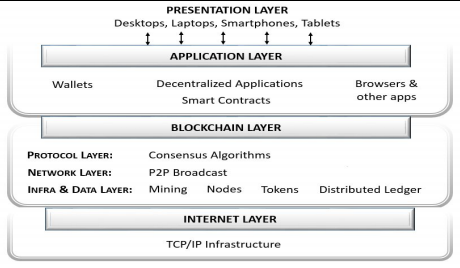 PRESENTATION LAYER
Desktops, Laptops, Smartphones, Tablets
APPLICATION LAYER
Wallets Decentralized Applications Browsers &
Smart Contracts other apps
BLOCKCHAIN LAYER
PROTOCOL LAYER: Consensus Algorithms
NETWORK LAYER: P2P Broadcast
INFRA & DATA LAYER: Mining Nodes Tokens Distributed Ledger
INTERNET LAYER
TCP/IP Infrastructure